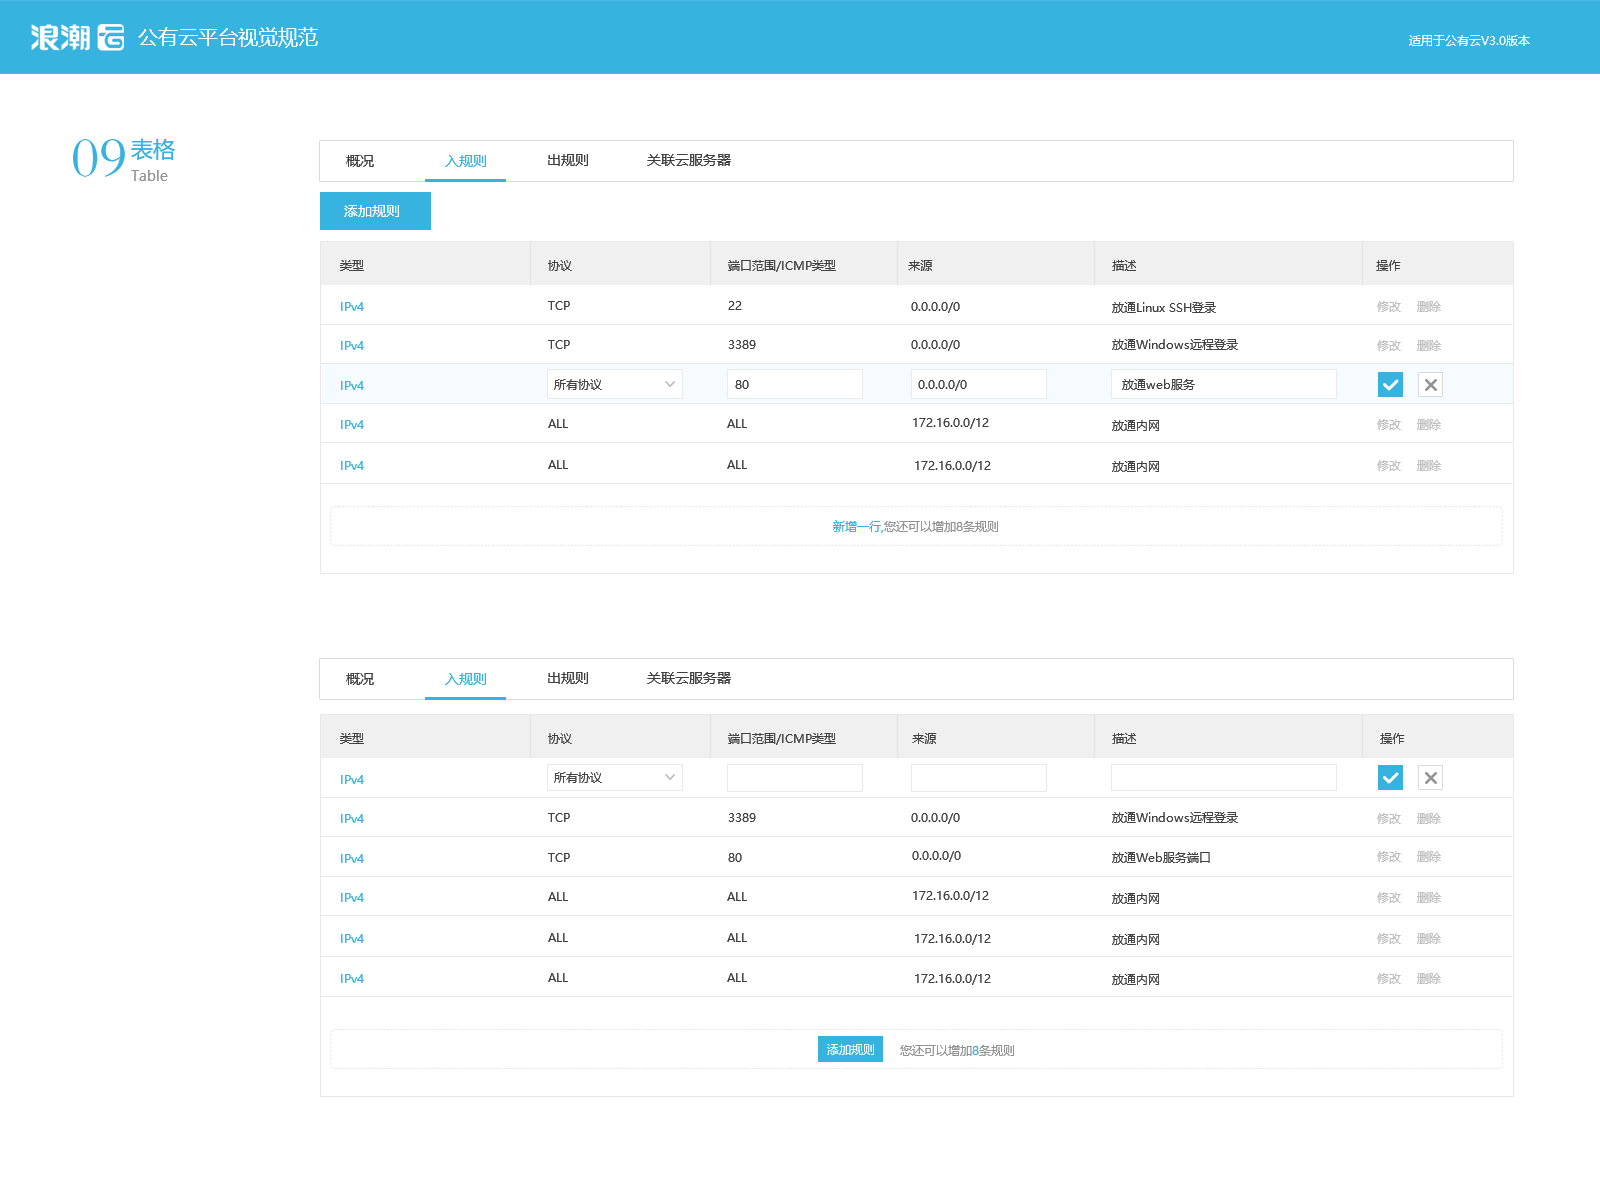 浪潮云 公有云平台视觉规范
适用于公有云V3.0版本
09 表格
Table
概况 入规则 出规则 关联云服务器
添加规则
类型 协议 端口范围/ICMP类型 来源 描述 操作
IPv4 TCP 22 0.0.0.0/0 放通Linux SSH登录 修改 删除
IPv4 TCP 3389 0.0.0.0/0 放通Windows远程登录 修改 删除
IPv4 所有协议 80 0.0.0.0/0 放通web服务
IPv4 ALL ALL 172.16.0.0/12 放通内网 修改 删除
IPv4 ALL ALL 172.16.0.0/12 放通内网 修改 删除
新增一行,您还可以增加8条规则
概况 入规则 出规则 关联云服务器
类型 协议 端口范围/ICMP类型 来源 描述 操作
IPv4 所有协议
IPv4 TCP 3389 0.0.0.0/0 放通Windows远程登录 修改 删除
IPv4 TCP 80 0.0.0.0/0 放通Web服务端口 修改 删除
IPv4 ALL ALL 172.16.0.0/12 放通内网 修改 删除
IPv4 ALL ALL 172.16.0.0/12 放通内网 修改 删除
IPv4 ALL ALL 172.16.0.0/12 放通内网 修改 删除
添加规则 您还可以增加8条规则